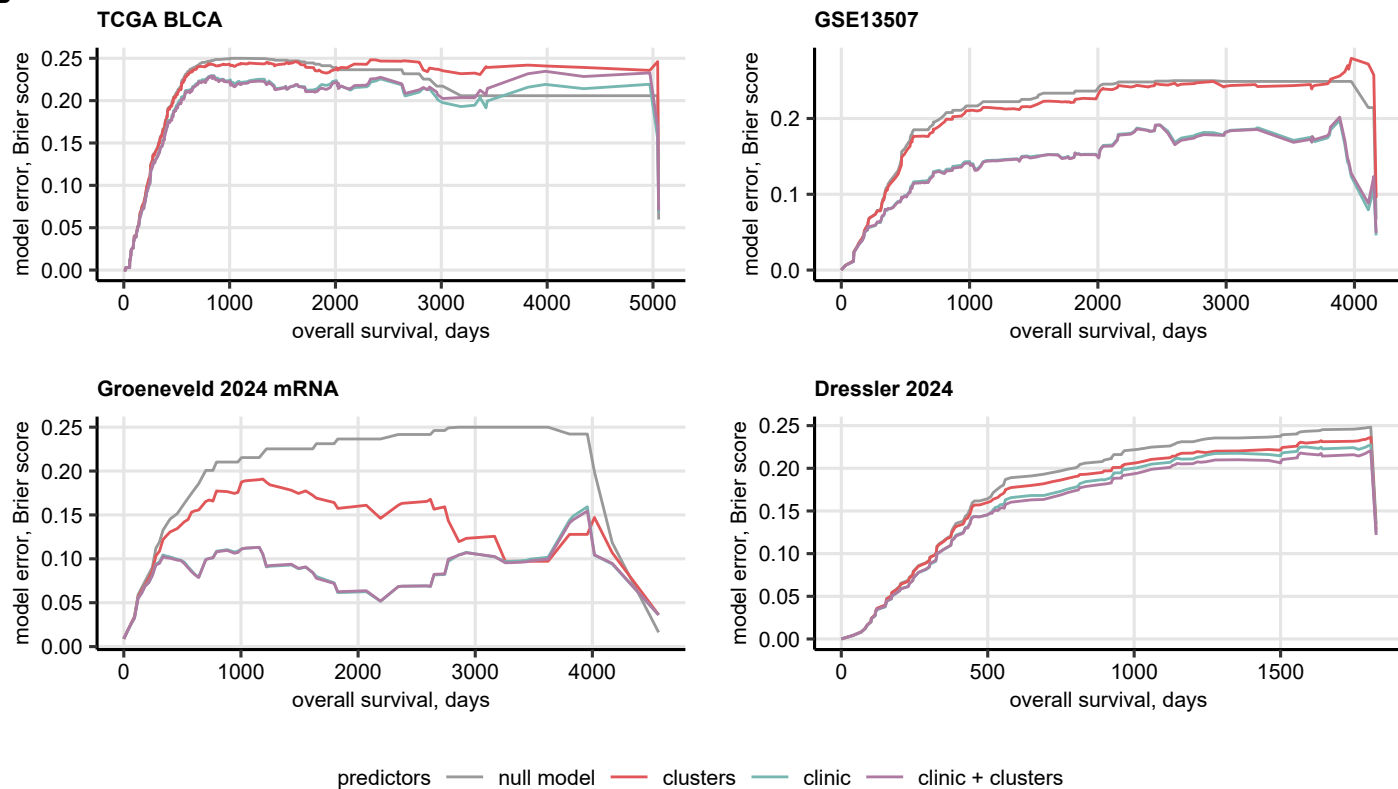 TCGA BLCA
model error, Brier score
0.25
0.20
0.15
0.10
0.05
0.00
0 1000 2000 3000 4000 5000
overall survival, days
GSE13507
model error, Brier score
0.2
0.1
0.0
0 1000 2000 3000 4000
overall survival, days
Groeneveld 2024 mRNA
model error, Brier score
0.25
0.20
0.15
0.10
0.05
0.00
0 1000 2000 3000 4000
overall survival, days
Dressler 2024
model error, Brier score
0.25
0.20
0.15
0.10
0.05
0.00
0 500 1000 1500
overall survival, days
predictors null model clusters clinic clinic + clusters